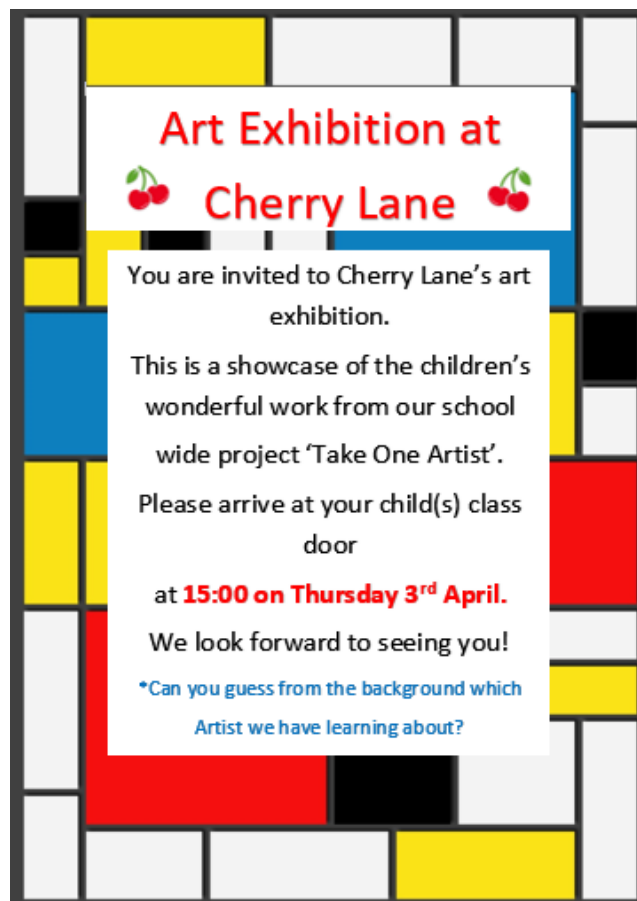 Art Exhibition at
Cherry Lane
You are invited to Cherry Lane’s art
exhibition.
This is a showcase of the children’s
wonderful work from our school
wide project ‘Take One Artist’.
Please arrive at your child(s) class
door
at 15:00 on Thursday 3rd April.
We look forward to seeing you!
*Can you guess from the background which
Artist we have learning about?